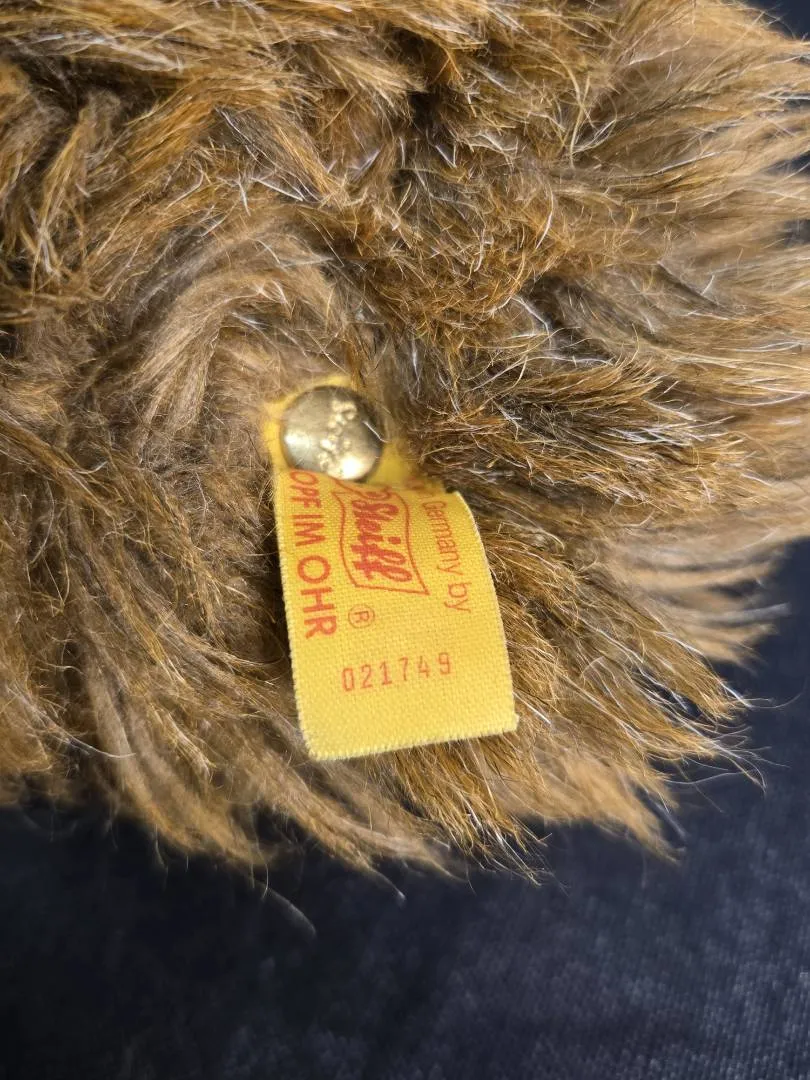 Germany by
Steiff
®
OPF IM OHR
021749